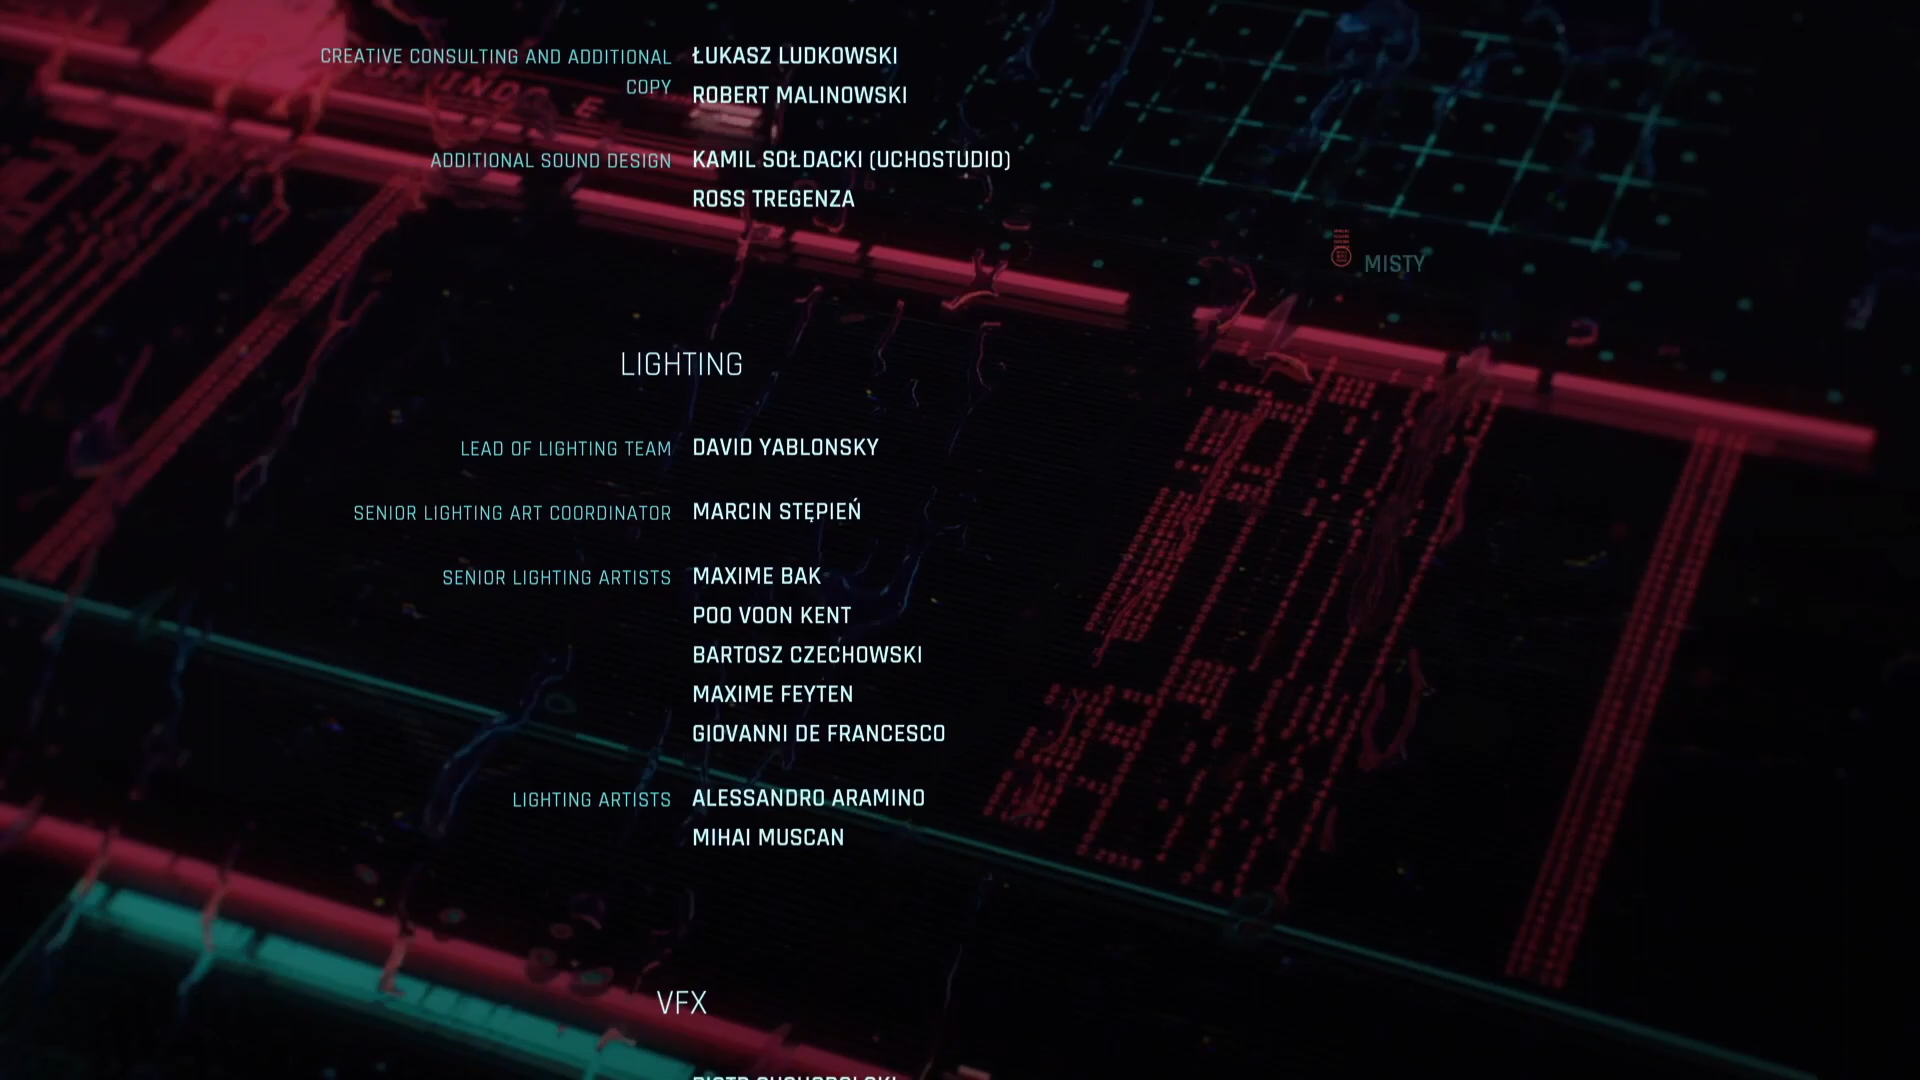 CREATIVE CONSULTING AND ADDITIONAL COPY
ŁUKASZ LUDKOWSKI
ROBERT MALINOWSKI
ADDITIONAL SOUND DESIGN
KAMIL SOŁDACKI (UCHOSTUDIO)
ROSS TREGENZA
MISTY
LIGHTING
LEAD OF LIGHTING TEAM
DAVID YABLONSKY
SENIOR LIGHTING ART COORDINATOR
MARCIN STĘPIEŃ
SENIOR LIGHTING ARTISTS
MAXIME BAK
POO VOON KENT
BARTOSZ CZECHOWSKI
MAXIME FEYTEN
GIOVANNI DE FRANCESCO
LIGHTING ARTISTS
ALESSANDRO ARAMINO
MIHAI MUSCAN
VFX